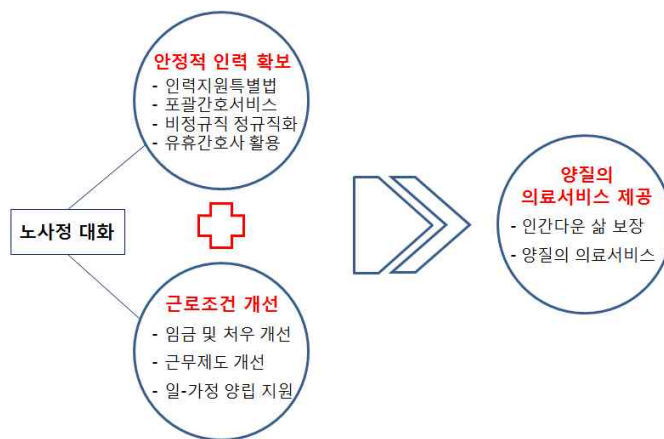 안정적 인력 확보
- 인력지원특별법
- 포괄간호서비스
- 비정규직 정규직화
- 유휴간호사 활용
노사정 대화
근로조건 개선
- 임금 및 처우 개선
- 근무제도 개선
- 일-가정 양립 지원
양질의
의료서비스 제공
- 인간다운 삶 보장
- 양질의 의료서비스